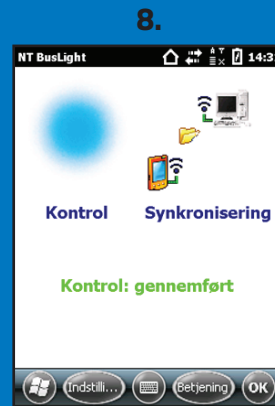 8.
NT BusLight 14:3
Kontrol Synkronisering
Kontrol: gennemført
Indstilli... Betjening OK